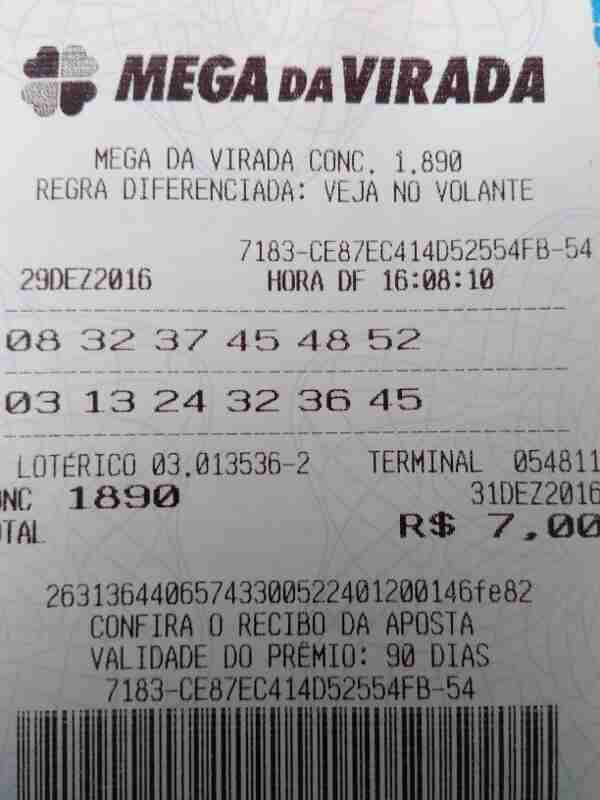 MEGA DA VIRADA
MEGA DA VIRADA CONC. 1.890
REGRA DIFERENCIADA: VEJA NO VOLANTE
7183-CE87EC414D52554FB-54
29DEZ2016 HORA DF 16:08:10
08 32 37 45 48 52
03 13 24 32 36 45
LOTÉRICO 03.013536-2 TERMINAL 054811
ONC 1890 31DEZ2016
OTAL R$ 7,00
26313644065743300522401200146fe82
CONFIRA O RECIBO DA APOSTA
VALIDADE DO PRÊMIO: 90 DIAS
7183-CE87EC414D52554FB-54